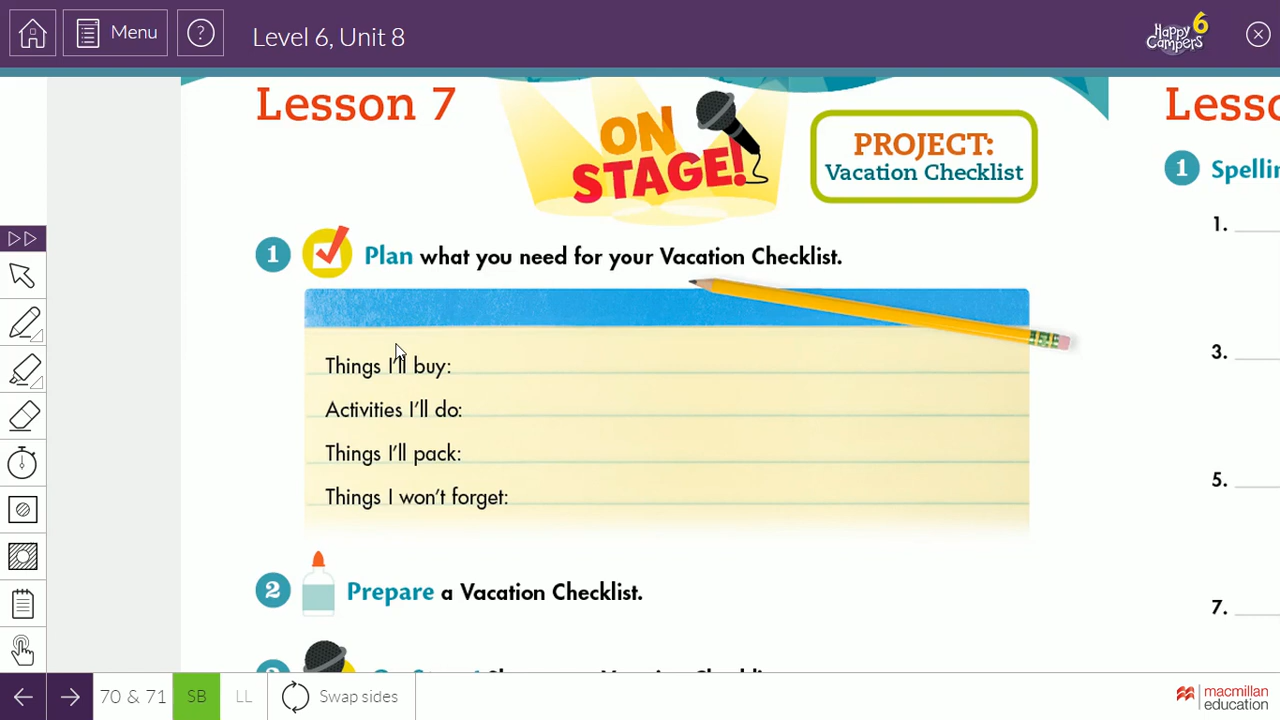 Menu
?
Level 6, Unit 8
Happy Campers 6
Lesson 7
ON STAGE!
PROJECT:
Vacation Checklist
1 Plan what you need for your Vacation Checklist.
Things I'll buy:
Activities I'll do:
Things I'll pack:
Things I won't forget:
2 Prepare a Vacation Checklist.
Lesso
1 Spellin
1.
3.
5.
7.
70 & 71
SB
LL
Swap sides
macmillan
education